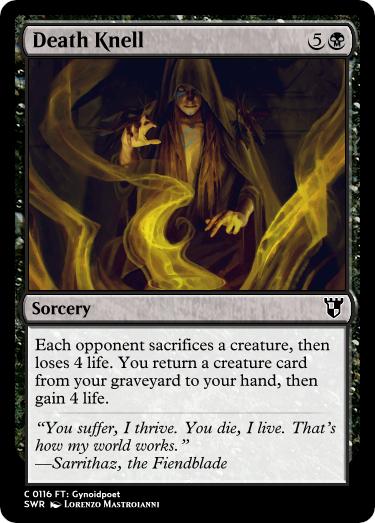 Death Knell 5
Sorcery
Each opponent sacrifices a creature, then
loses 4 life. You return a creature card
from your graveyard to your hand, then
gain 4 life.
“You suffer, I thrive. You die, I live. That's
how my world works.”
—Sarrithaz, the Fiendblade
C 0116 FT: Gynoidpoet
SWR Lorenzo Mastroianni